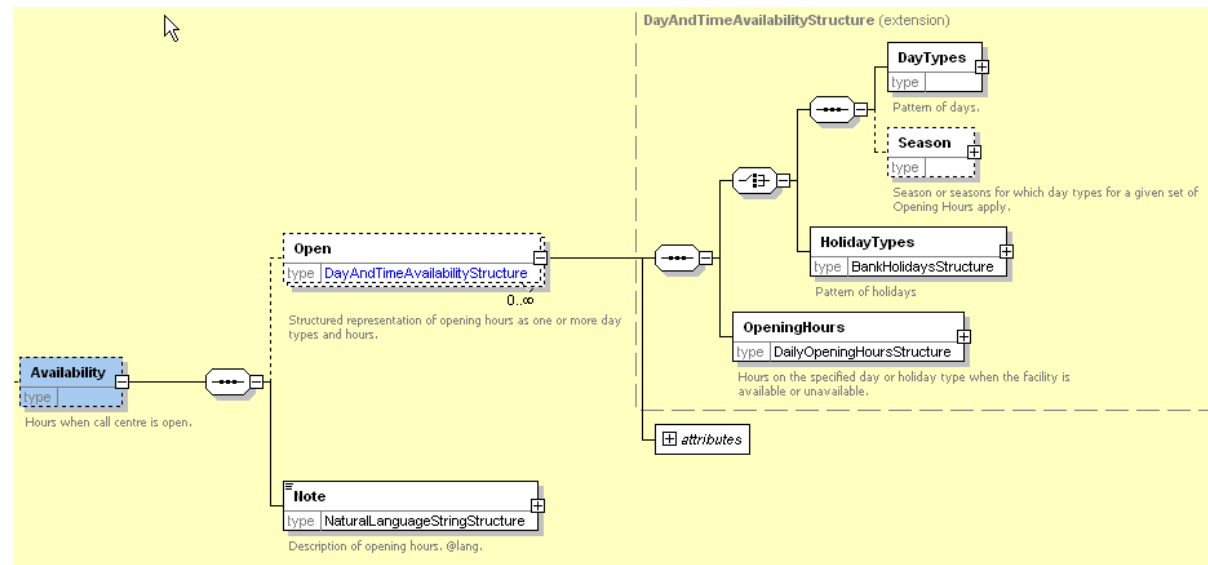 DayAndTimeAvailabilityStructure (extension)
DayTypes
type
Pattern of days.
Season
type
Season or seasons for which day types for a given set of
Opening Hours apply.
HolidayTypes
type BankHolidaysStructure
Pattern of holidays
Open
type DayAndTimeAvailabilityStructure
0..∞
Structured representation of opening hours as one or more day
types and hours.
OpeningHours
type DailyOpeningHoursStructure
Hours on the specified day or holiday type when the facility is
available or unavailable.
Availability
type
Hours when call centre is open.
attributes
Note
type NaturalLanguageStringStructure
Description of opening hours. @lang.